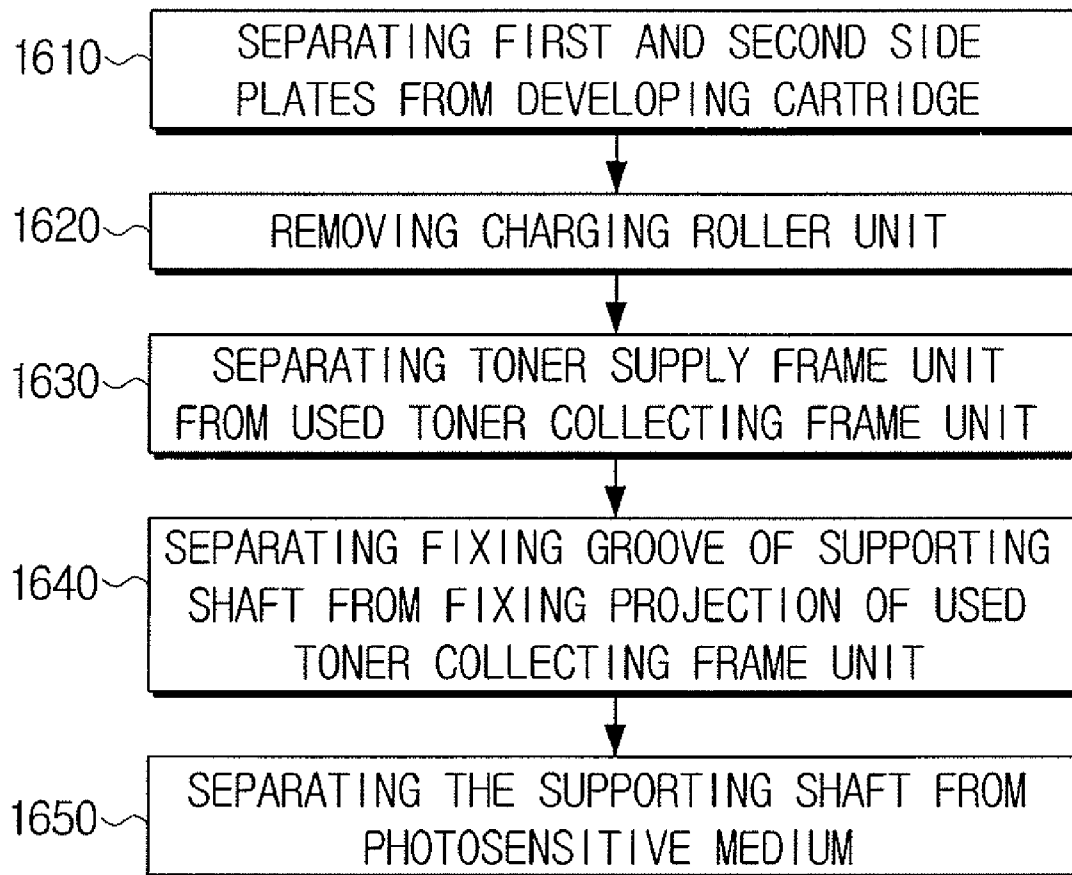 1610
SEPARATING FIRST AND SECOND SIDE
PLATES FROM DEVELOPING CARTRIDGE
1620
REMOVING CHARGING ROLLER UNIT
1630
SEPARATING TONER SUPPLY FRAME UNIT
FROM USED TONER COLLECTING FRAME UNIT
1640
SEPARATING FIXING GROOVE OF SUPPORTING
SHAFT FROM FIXING PROJECTION OF USED
TONER COLLECTING FRAME UNIT
1650
SEPARATING THE SUPPORTING SHAFT FROM
PHOTOSENSITIVE MEDIUM